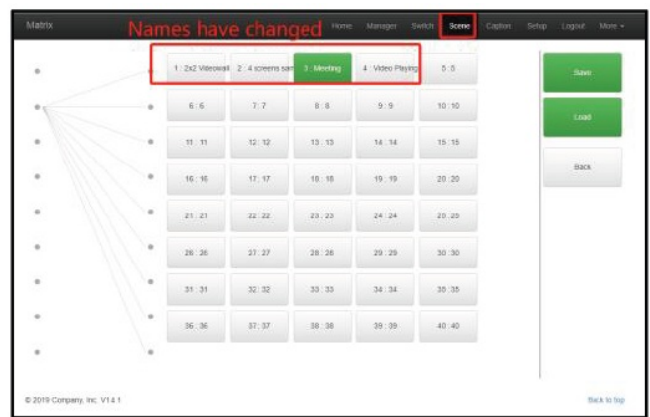 Matrix Names have changed Home Manager Switch Scene Caption Setup Logout More
1 : 2x2 Videowall 2 : 4 screens sam 3 : Meeting 4 : Video Playing 5 : 5 Save
6 : 6 7 : 7 8 : 8 9 : 9 10 : 10 Load
11 : 11 12 : 12 13 : 13 14 : 14 15 : 15
16 : 16 17 : 17 18 : 18 19 : 19 20 : 20 Back
21 : 21 22 : 22 23 : 23 24 : 24 25 : 25
26 : 26 27 : 27 28 : 28 29 : 29 30 : 30
31 : 31 32 : 32 33 : 33 34 : 34 35 : 35
36 : 36 37 : 37 38 : 38 39 : 39 40 : 40
© 2019 Company, Inc. V1.4.1 Back to top